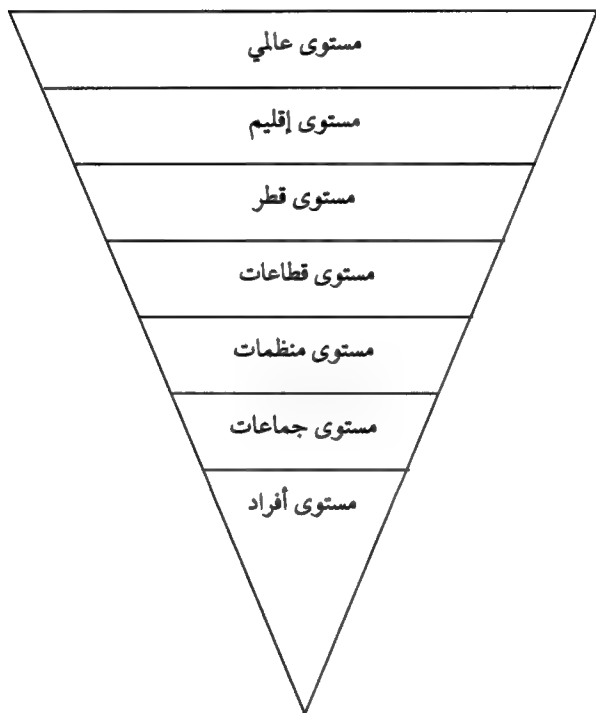 مستوى عالمي
مستوى إقليم
مستوى قطر
مستوى قطاعات
مستوى منظمات
مستوى جماعات
مستوى أفراد